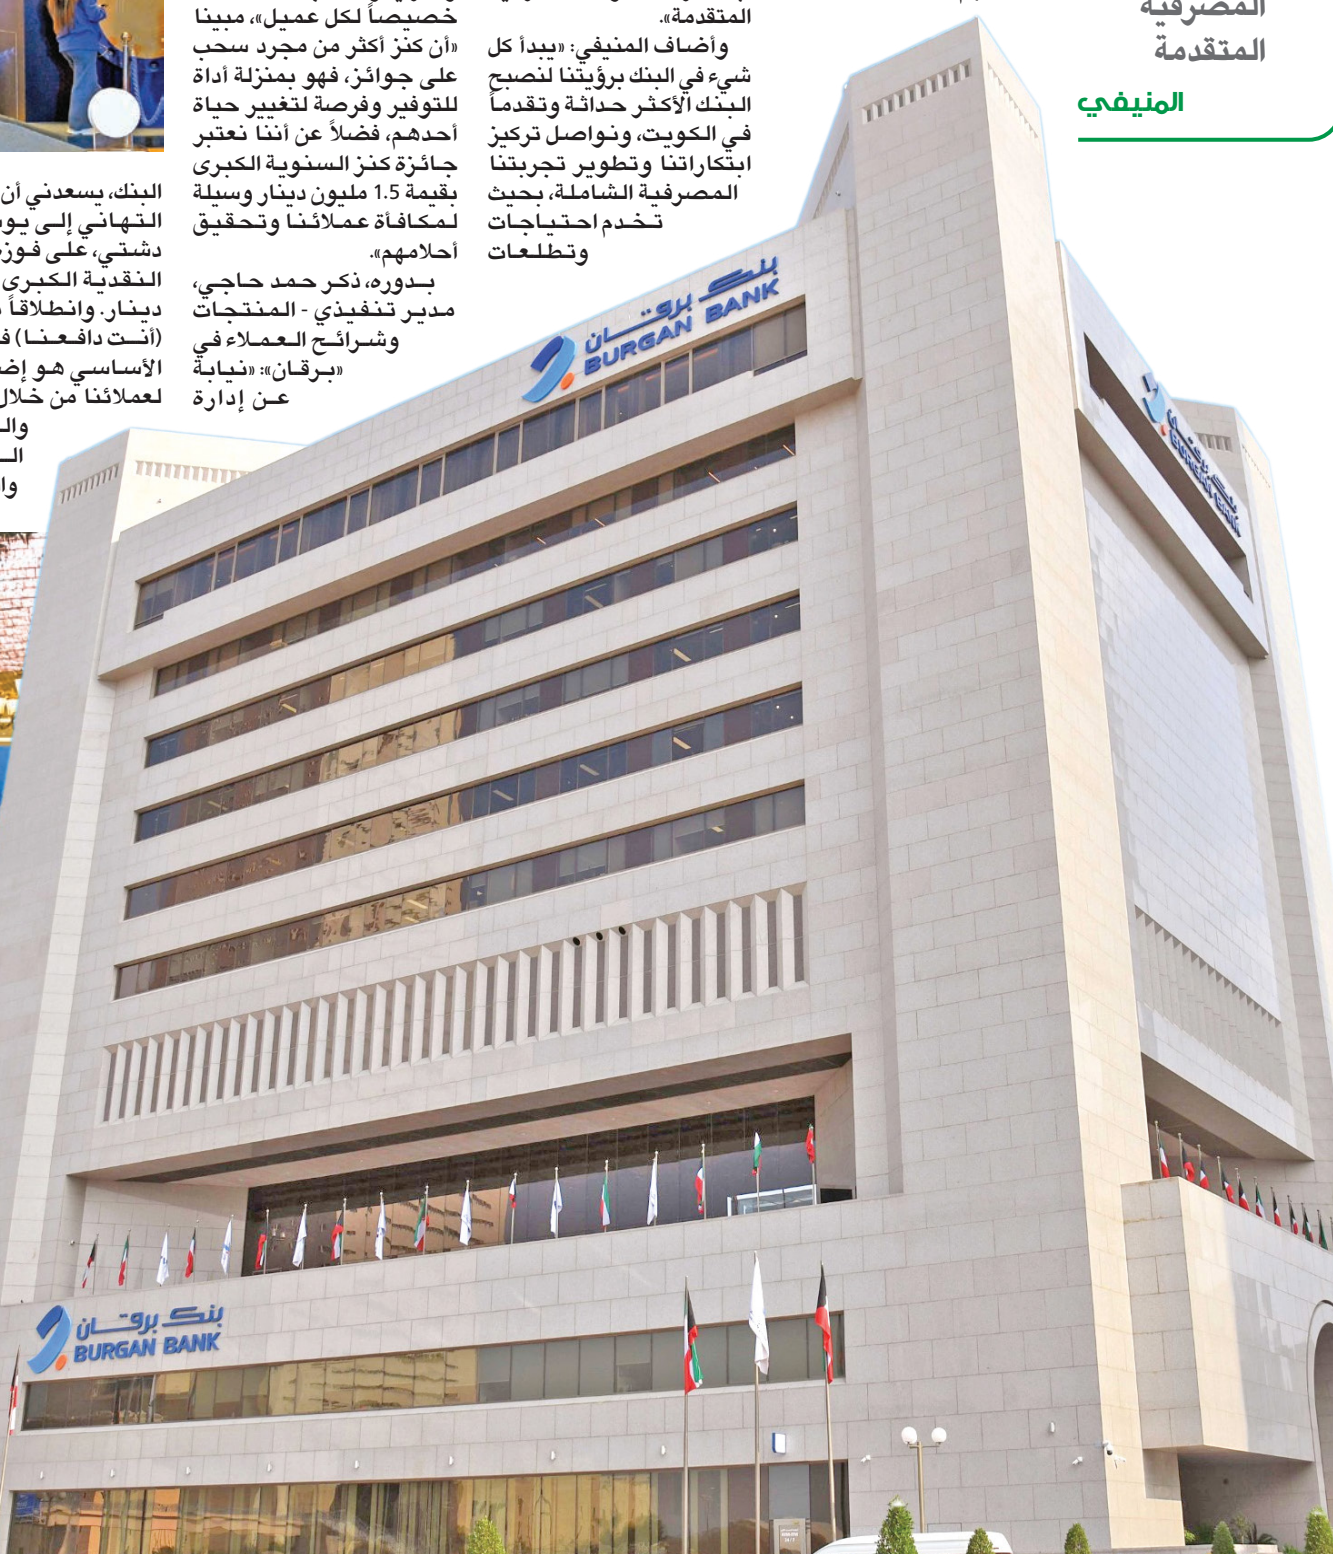 المصرفية
المتقدمة
المنيفي
المتقدمة».
وأضاف المنيفي: «يبدأ كل
شيء في البنك برؤيتنا لنصبح
البنك الأكثر حداثة وتقدماً
في الكويت، ونواصل تركيز
ابتكاراتنا وتطوير تجربتنا
المصرفية الشاملة، بحيث
تخدم احتياجات
وتطلعات
خصيصاً لكل عميل»، مبينا
«أن كنز أكثر من مجرد سحب
على جوائز، فهو بمنزلة أداة
للتوفير وفرصة لتغيير حياة
أحدهم، فضلاً عن أننا نعتبر
جائزة كنز السنوية الكبرى
بقيمة 1.5 مليون دينار وسيلة
لمكافأة عملائنا وتحقيق
أحلامهم».
بدوره، ذكر حمد حاجي،
مدير تنفيذي - المنتجات
وشرائح العملاء في
«برقان»: «نيابة
عن إدارة
البنك، يسعدني أن
التهاني إلى
دشتي، على
النقدية الكبرى
دينار. وانطلاقاً
(أنت دافعنا)
الأساسي هو
لعملائنا من خلال
بنك برقان
BURGAN BANK
بنك برقان
BURGAN BANK
بنك برقان
BURGAN BANK